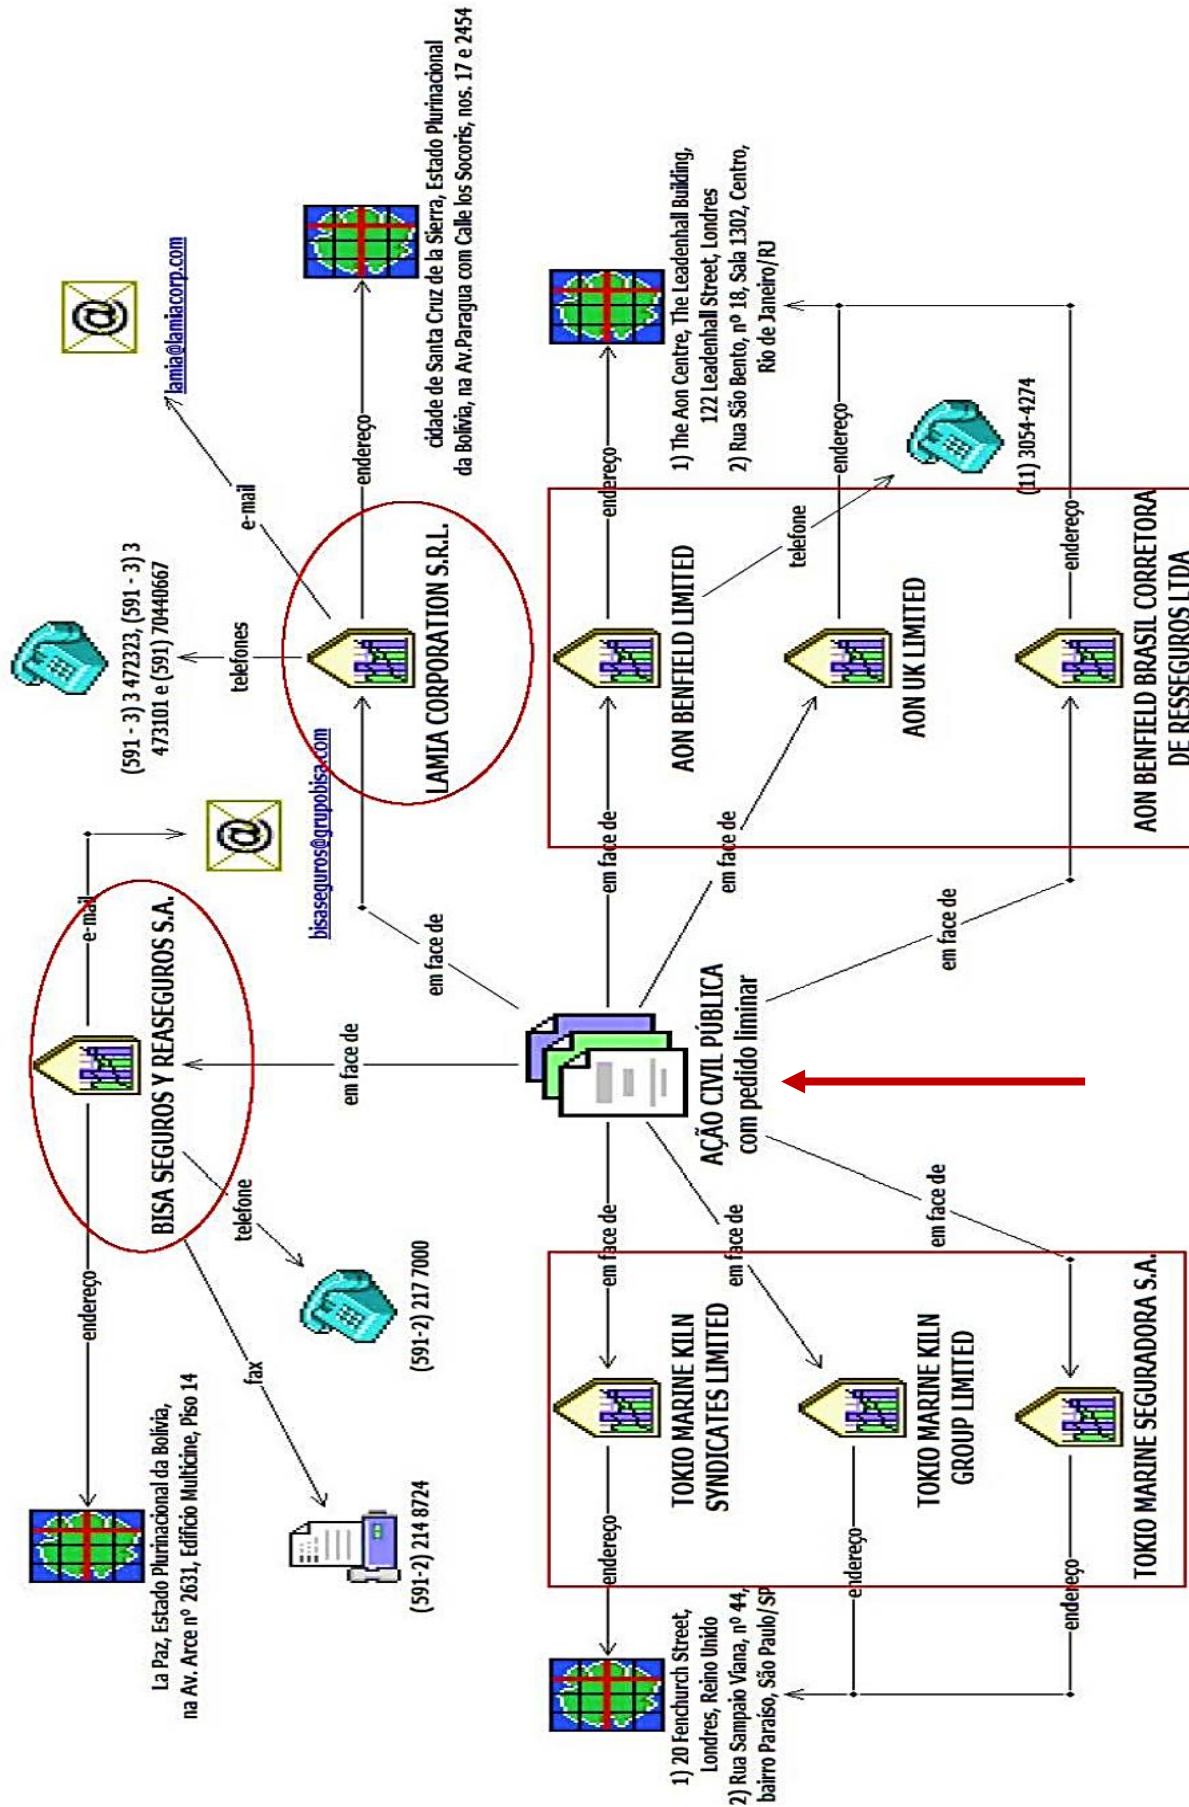 La Paz, Estado Plurinacional da Bolívia,
na Av. Arce nº 2631, Edifício Multicine, Piso 14
endereço
BISA SEGUROS Y REASEGUROS S.A.
e-mail
bisaseguros@grupobisa.com
telefone
(591-2) 217 7000
fax
(591-2) 214 8724
em face de
(591 - 3) 3 472323, (591 - 3) 3
473101 e (591) 70440667
telefones
e-mail
lamia@lamiacorp.com
LAMIA CORPORATION S.R.L.
endereço
cidade de Santa Cruz de la Sierra, Estado Plurinacional
da Bolívia, na Av.Paragua com Calle los Socoris, nos. 17 e 2454
em face de
AÇÃO CIVIL PÚBLICA
com pedido liminar
em face de
TOKIO MARINE KILN
SYNDICATES LIMITED
endereço
1) 20 Fenchurch Street,
Londres, Reino Unido
2) Rua Sampaio Viana, nº 44,
bairro Paraíso, São Paulo/SP
em face de
TOKIO MARINE KILN
GROUP LIMITED
endereço
em face de
TOKIO MARINE SEGURADORA S.A.
endereço
em face de
AON BENFIELD LIMITED
endereço
1) The Aon Centre, The Leadenhall Building,
122 Leadenhall Street, Londres
2) Rua São Bento, nº 18, Sala 1302, Centro,
Rio de Janeiro/RJ
telefone
(11) 3054-4274
em face de
AON UK LIMITED
endereço
em face de
AON BENFIELD BRASIL CORRETORA
DE RESSEGUROS LTDA
endereço